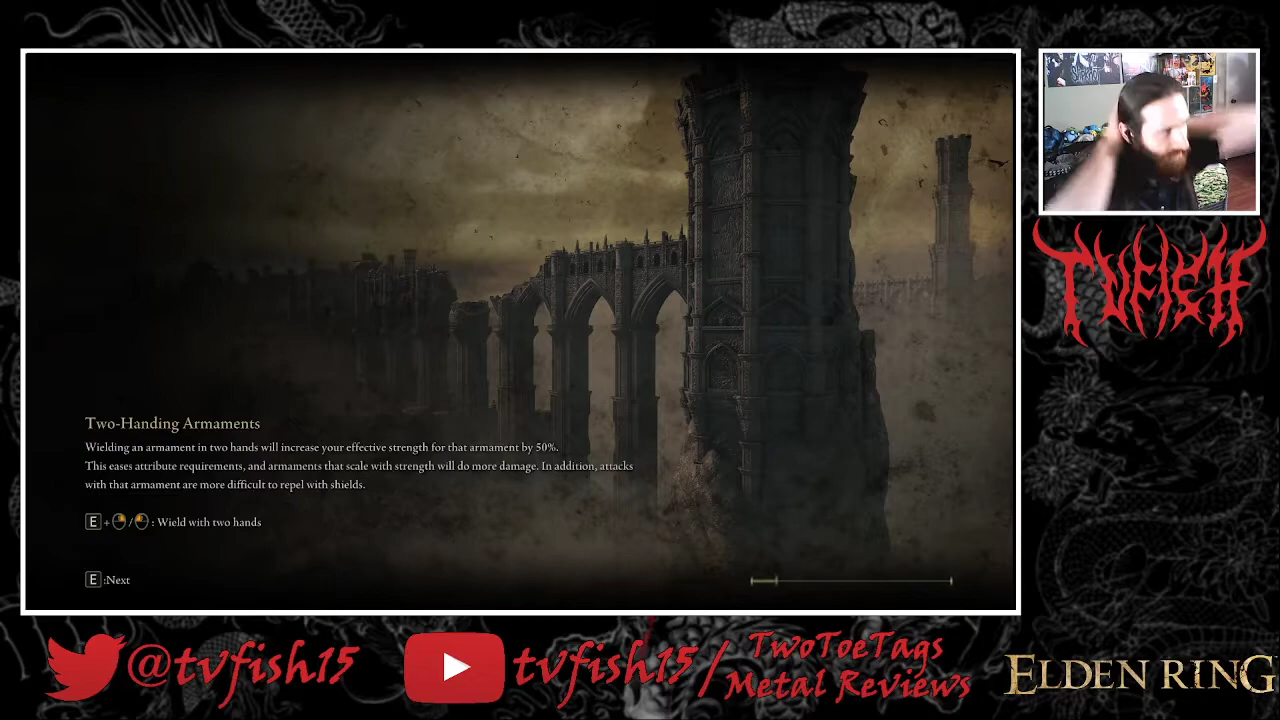 TVFISH
Two-Handing Armaments
Wielding an armament in two hands will increase your effective strength for that armament by 50%.
This eases attribute requirements, and armaments that scale with strength will do more damage. In addition, attacks
with that armament are more difficult to repel with shields.
E + / : Wield with two hands
E :Next
@tvfish15
tvfish15 / TwoToeTags
Metal Reviews
ELDEN RING